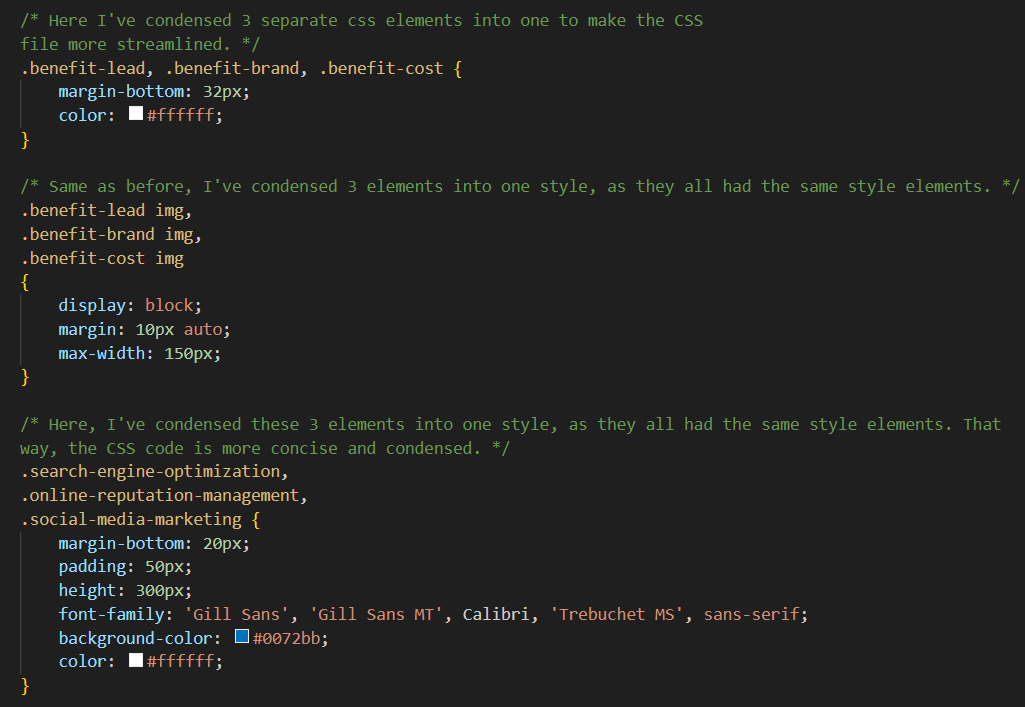 /* Here I've condensed 3 separate css elements into one to make the CSS
file more streamlined. */
.benefit-lead, .benefit-brand, .benefit-cost {
    margin-bottom: 32px;
    color: #ffffff;
}

/* Same as before, I've condensed 3 elements into one style, as they all had the same style elements. */
.benefit-lead img,
.benefit-brand img,
.benefit-cost img
{
    display: block;
    margin: 10px auto;
    max-width: 150px;
}

/* Here, I've condensed these 3 elements into one style, as they all had the same style elements. That
way, the CSS code is more concise and condensed. */
.search-engine-optimization,
.online-reputation-management,
.social-media-marketing {
    margin-bottom: 20px;
    padding: 50px;
    height: 300px;
    font-family: 'Gill Sans', 'Gill Sans MT', Calibri, 'Trebuchet MS', sans-serif;
    background-color: #0072bb;
    color: #ffffff;
}